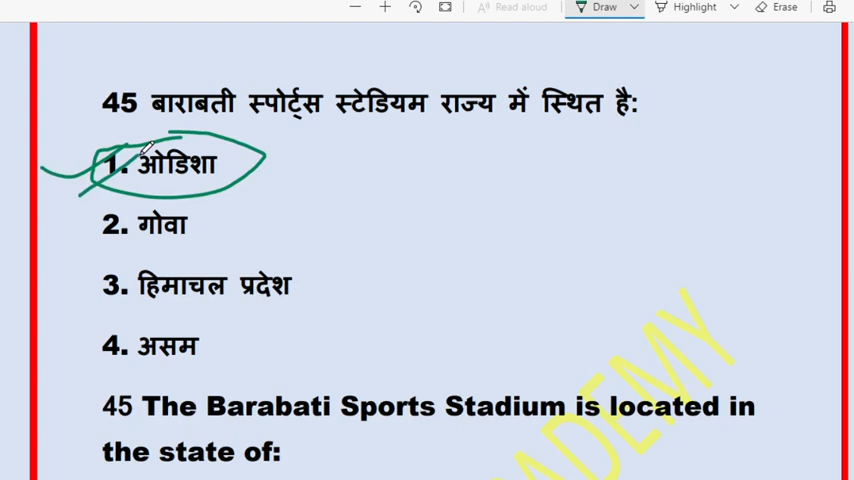 Read aloud Draw Highlight Erase
45 बाराबती स्पोर्ट्स स्टेडियम राज्य में स्थित है:
1. ओडिशा
2. गोवा
3. हिमाचल प्रदेश
4. असम
45 The Barabati Sports Stadium is located in
the state of:
ADEMY